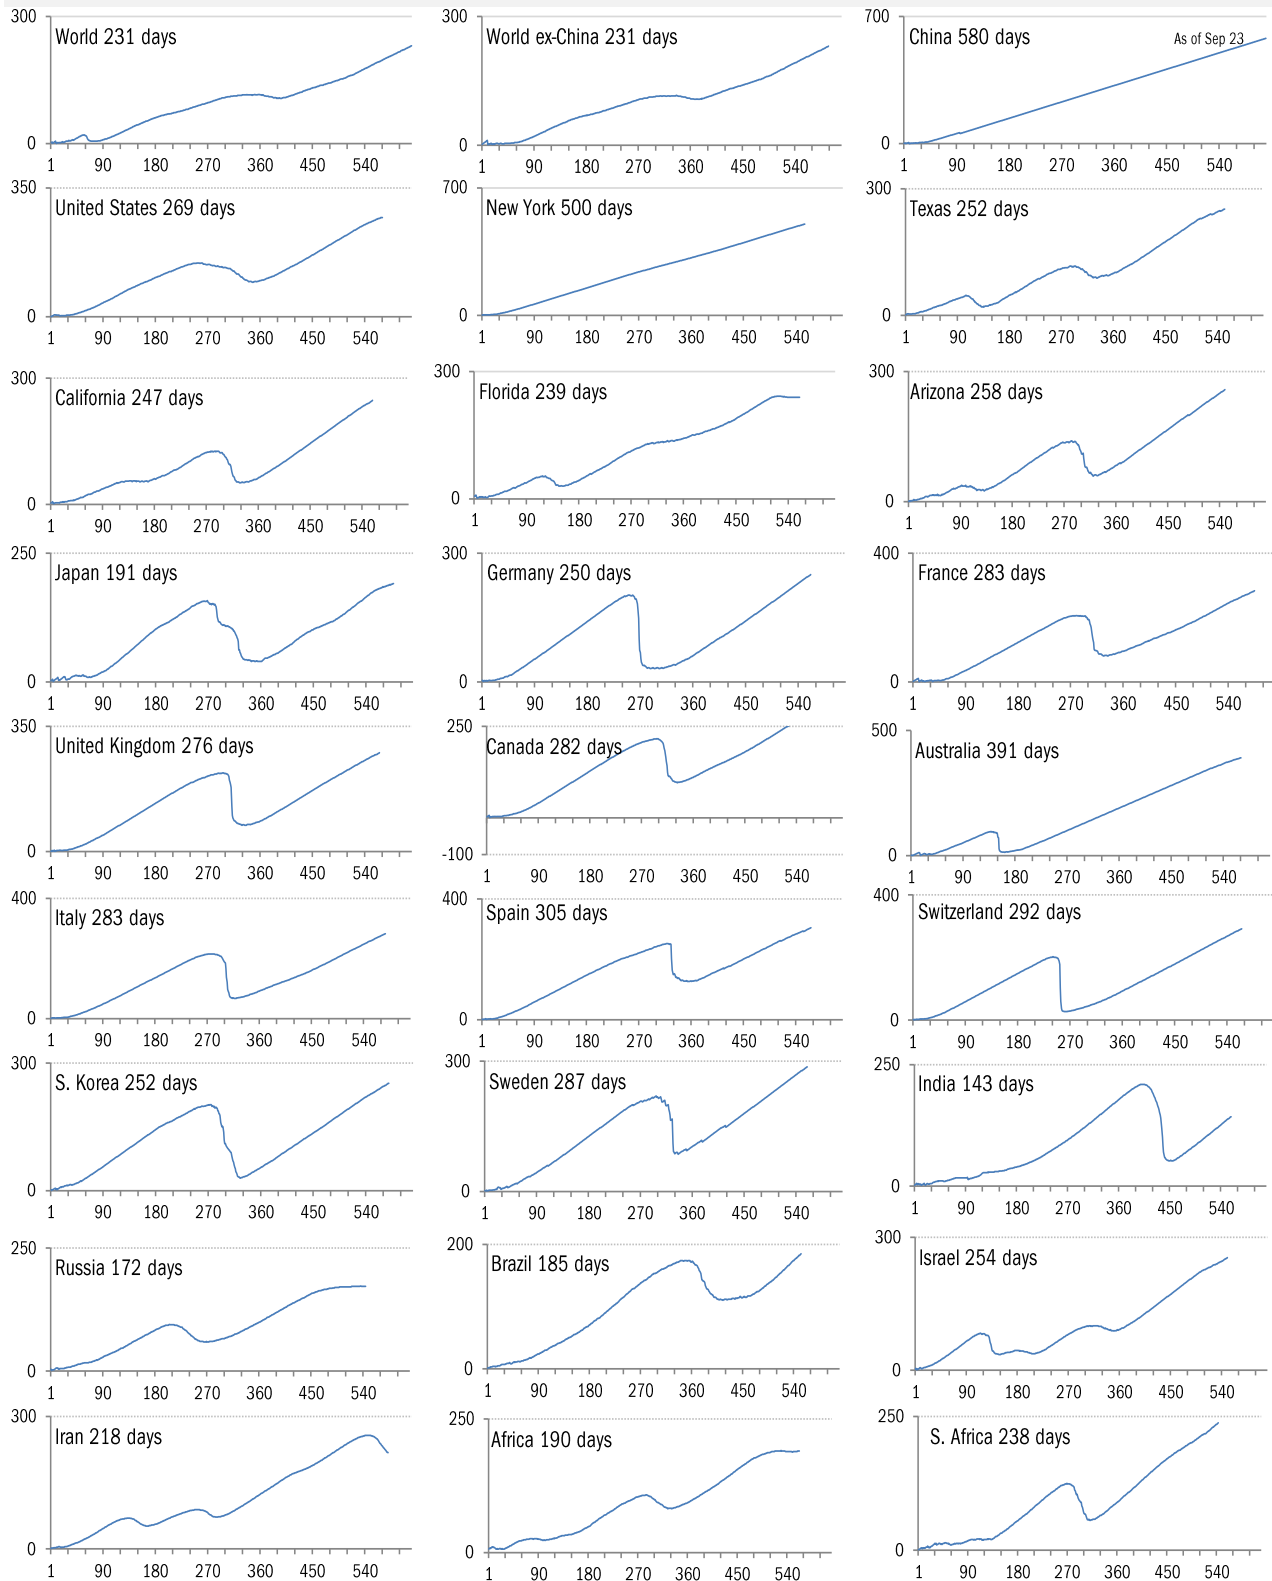 300 300 700
World 231 days World ex-China 231 days China 580 days As of Sep 23
0 0 0
1 90 180 270 360 450 540 1 90 180 270 360 450 540 1 90 180 270 360 450 540
350 700 300
United States 269 days New York 500 days Texas 252 days
0 0 0
1 90 180 270 360 450 540 1 90 180 270 360 450 540 1 90 180 270 360 450 540
300 300 300
California 247 days Florida 239 days Arizona 258 days
0 0 0
1 90 180 270 360 450 540 1 90 180 270 360 450 540 1 90 180 270 360 450 540
250 300 400
Japan 191 days Germany 250 days France 283 days
0 0 0
1 90 180 270 360 450 540 1 90 180 270 360 450 540 1 90 180 270 360 450 540
350 250 500
United Kingdom 276 days Canada 282 days Australia 391 days
0 -100 0
1 90 180 270 360 450 540 1 90 180 270 360 450 540 1 90 180 270 360 450 540
400 400 400
Italy 283 days Spain 305 days Switzerland 292 days
0 0 0
1 90 180 270 360 450 540 1 90 180 270 360 450 540 1 90 180 270 360 450 540
300 300 250
S. Korea 252 days Sweden 287 days India 143 days
0 0 0
1 90 180 270 360 450 540 1 90 180 270 360 450 540 1 90 180 270 360 450 540
250 200 300
Russia 172 days Brazil 185 days Israel 254 days
0 0 0
1 90 180 270 360 450 540 1 90 180 270 360 450 540 1 90 180 270 360 450 540
300 250 250
Iran 218 days Africa 190 days S. Africa 238 days
0 0 0
1 90 180 270 360 450 540 1 90 180 270 360 450 540 1 90 180 270 360 450 540